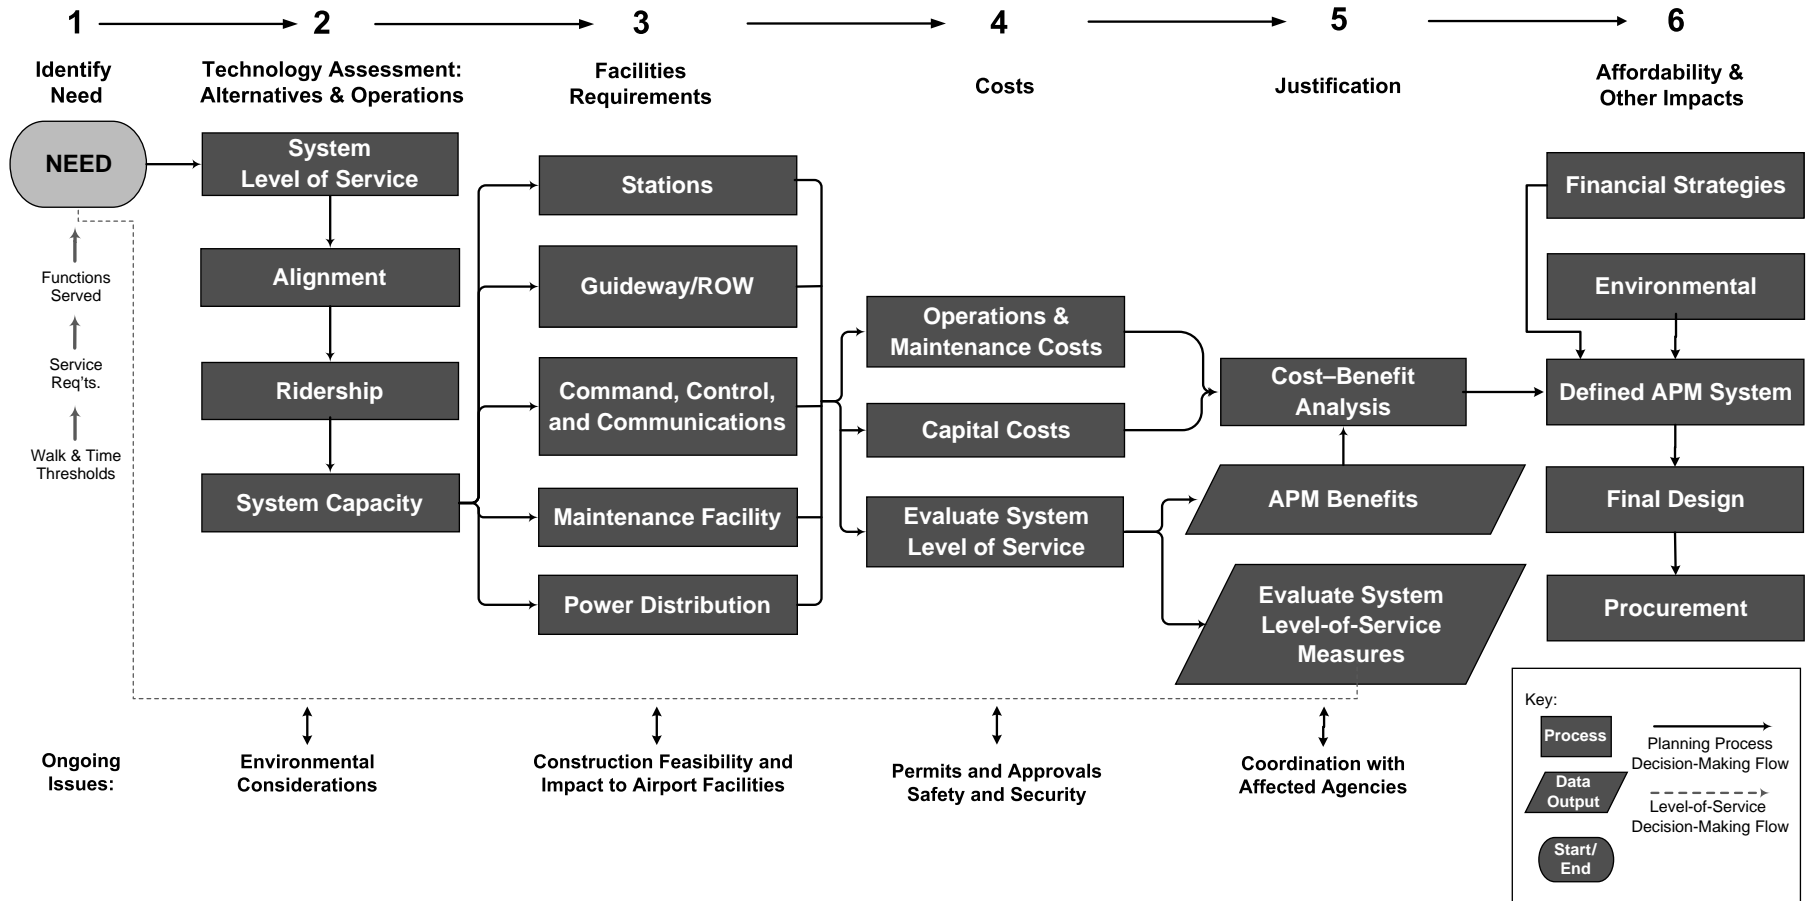 1
2
3
4
5
6
Identify
Need
Technology Assessment:
Alternatives & Operations
Facilities
Requirements
Costs
Justification
Affordability &
Other Impacts
NEED
Functions
Served
Service
Req'ts.
Walk & Time
Thresholds
System
Level of Service
Alignment
Ridership
System Capacity
Stations
Guideway/ROW
Command, Control,
and Communications
Maintenance Facility
Power Distribution
Operations &
Maintenance Costs
Capital Costs
Evaluate System
Level of Service
Cost–Benefit
Analysis
APM Benefits
Evaluate System
Level-of-Service
Measures
Financial Strategies
Environmental
Defined APM System
Final Design
Procurement
Ongoing
Issues:
Environmental
Considerations
Construction Feasibility and
Impact to Airport Facilities
Permits and Approvals
Safety and Security
Coordination with
Affected Agencies
Key:
Process
Planning Process
Decision-Making Flow
Data
Output
Level-of-Service
Decision-Making Flow
Start/
End